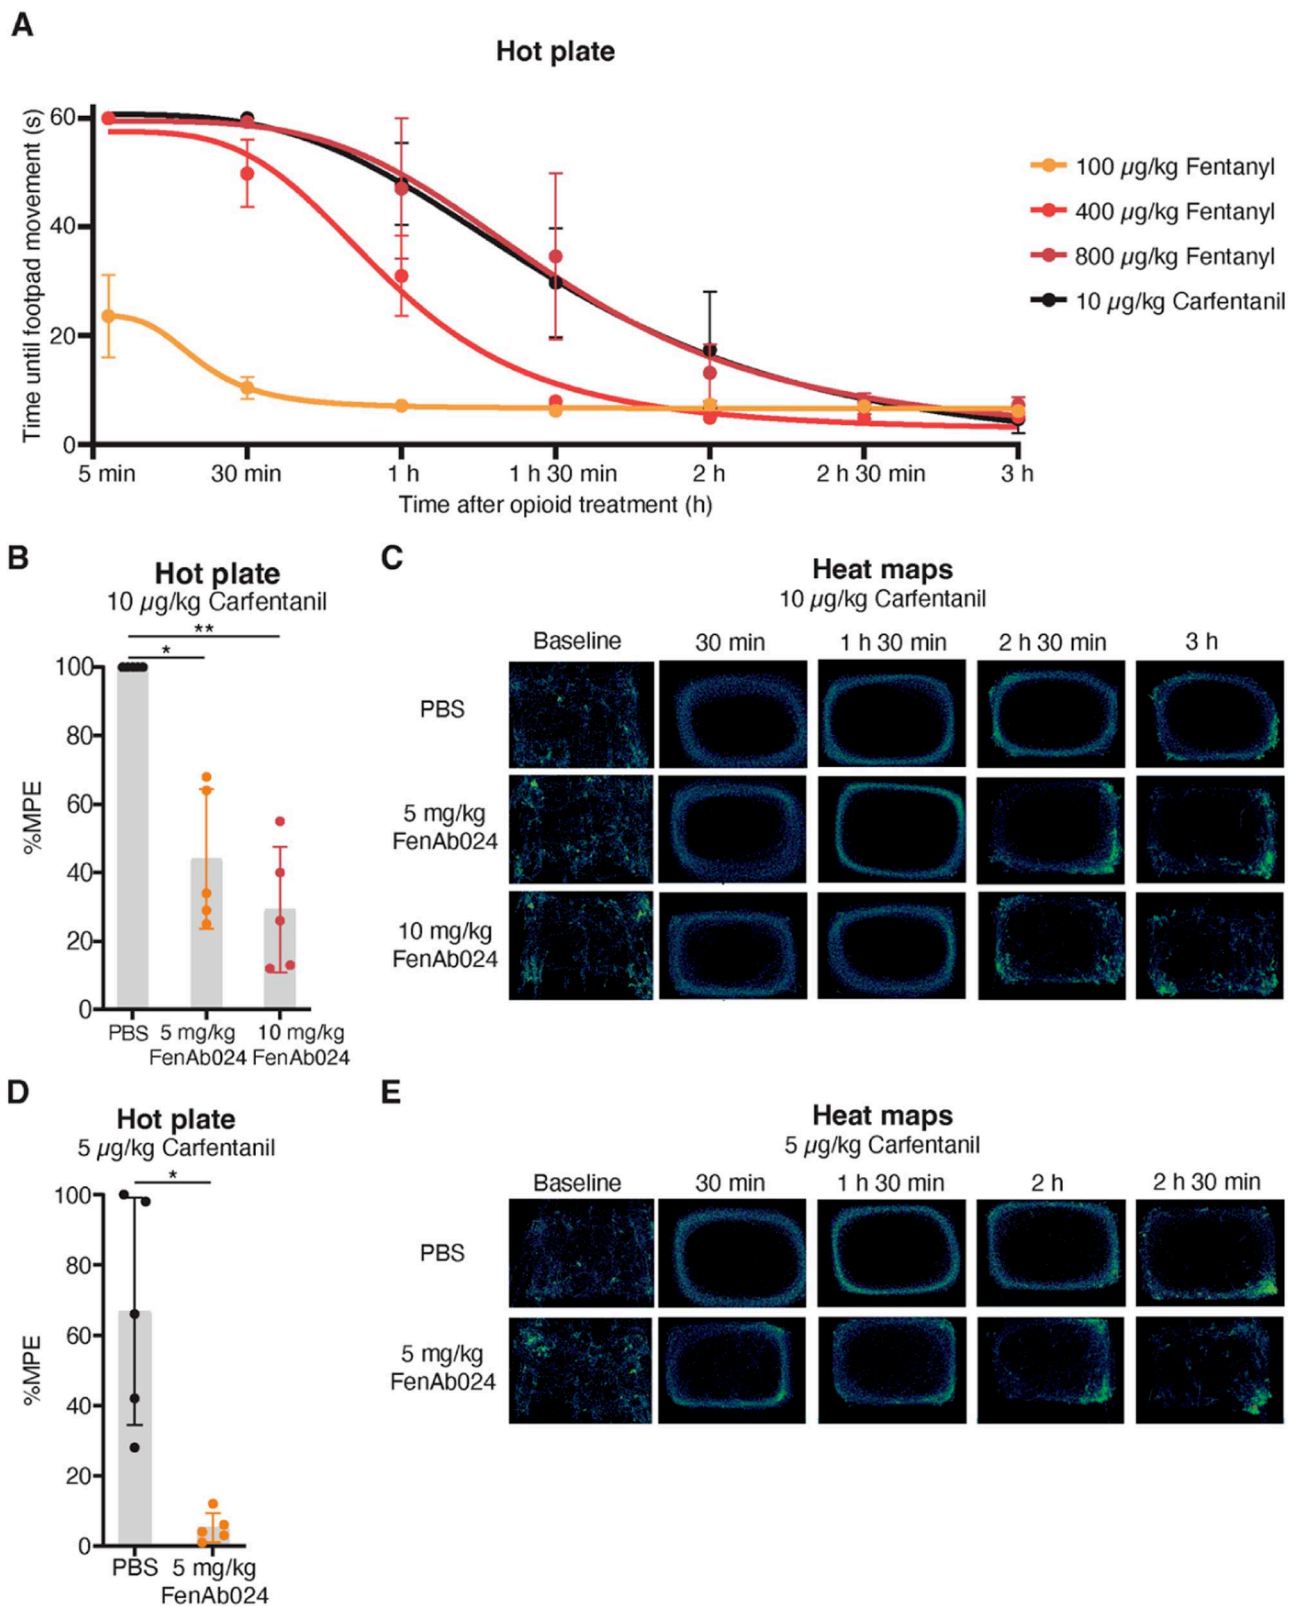 A
Hot plate
Time until footpad movement (s)
60
40
20
0
5 min 30 min 1 h 1 h 30 min 2 h 2 h 30 min 3 h
Time after opioid treatment (h)
100 µg/kg Fentanyl
400 µg/kg Fentanyl
800 µg/kg Fentanyl
10 µg/kg Carfentanil
B
Hot plate
10 µg/kg Carfentanil
**
*
%MPE
100
80
60
40
20
0
PBS 5 mg/kg 10 mg/kg
FenAb024 FenAb024
C
Heat maps
10 µg/kg Carfentanil
Baseline 30 min 1 h 30 min 2 h 30 min 3 h
PBS
5 mg/kg
FenAb024
10 mg/kg
FenAb024
D
Hot plate
5 µg/kg Carfentanil
*
%MPE
100
80
60
40
20
0
PBS 5 mg/kg
FenAb024
E
Heat maps
5 µg/kg Carfentanil
Baseline 30 min 1 h 30 min 2 h 2 h 30 min
PBS
5 mg/kg
FenAb024